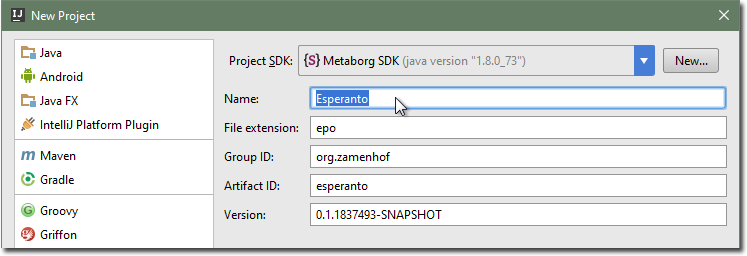 IJ New Project
Java
Android
Java FX
IntelliJ Platform Plugin
Maven
Gradle
Groovy
Griffon
Project SDK: {S} Metaborg SDK (java version "1.8.0_73") New...
Name: Esperanto
File extension: epo
Group ID: org.zamenhof
Artifact ID: esperanto
Version: 0.1.1837493-SNAPSHOT